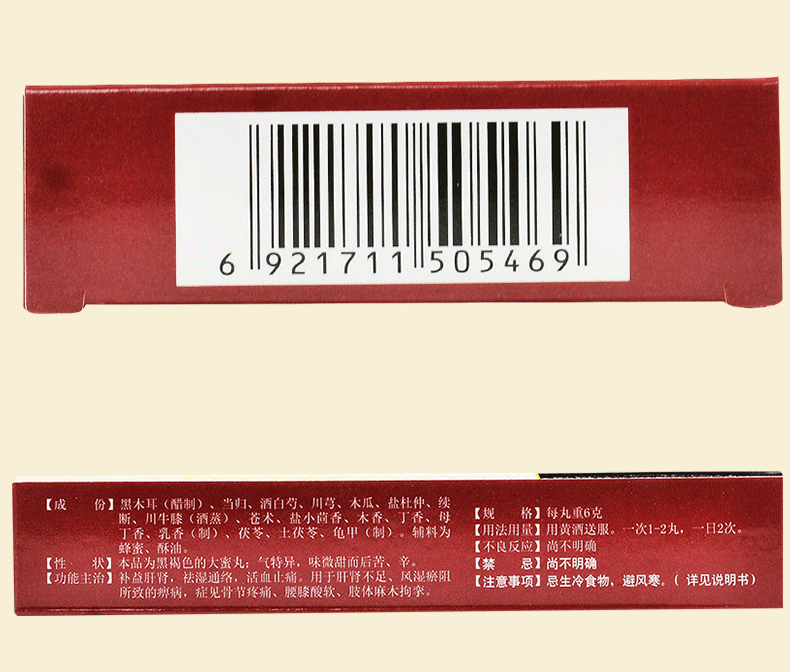 6 921711 505469
【成　份】黑木耳（醋制）、当归、酒白芍、川芎、木瓜、盐杜仲、续
断、川牛膝（酒蒸）、苍术、盐小茴香、木香、丁香、母
丁香、乳香（制）、茯苓、土茯苓、龟甲（制）。辅料为
蜂蜜、酥油。
【性　状】本品为黑褐色的大蜜丸；气特异，味微甜而后苦、辛。
【功能主治】补益肝肾，祛湿通络，活血止痛。用于肝肾不足、风湿瘀阻
所致的痹病，症见骨节疼痛、腰膝酸软、肢体麻木拘挛。
【规　格】每丸重6克
【用法用量】用黄酒送服。一次1-2丸，一日2次。
【不良反应】尚不明确
【禁　忌】尚不明确
【注意事项】忌生冷食物，避风寒。（详见说明书）